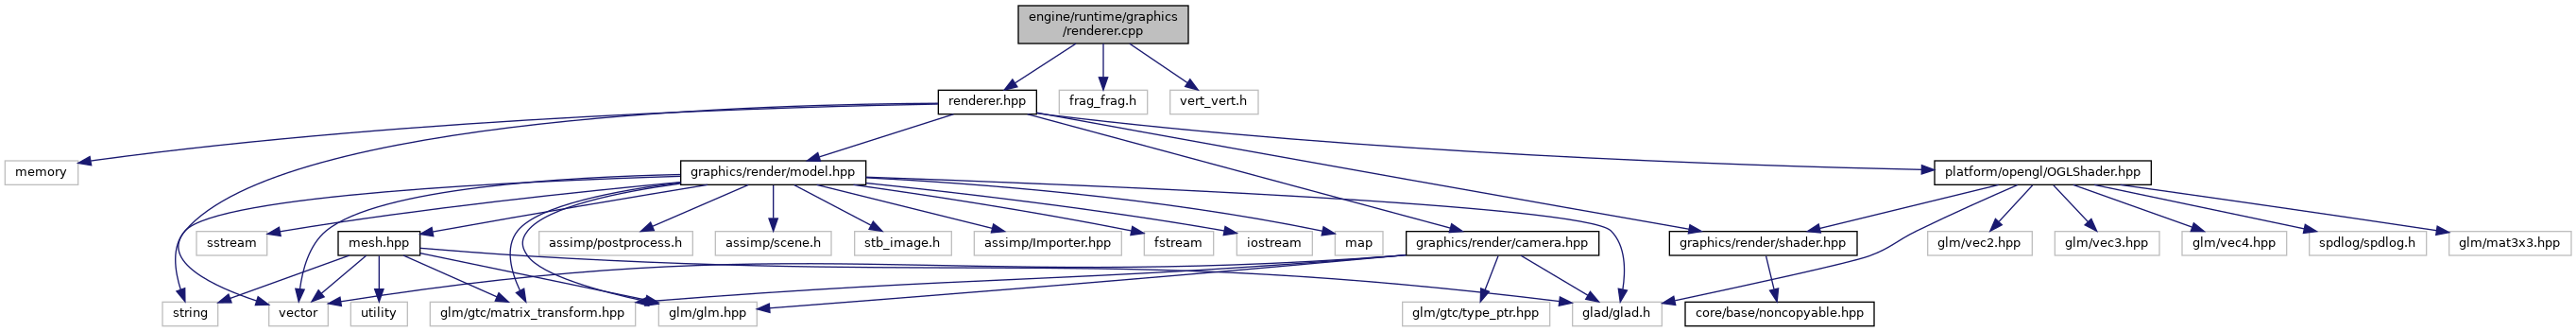 engine/runtime/graphics
/renderer.cpp
renderer.hpp
frag_frag.h
vert_vert.h
memory
graphics/render/model.hpp
platform/opengl/OGLShader.hpp
sstream
mesh.hpp
assimp/postprocess.h
assimp/scene.h
stb_image.h
assimp/Importer.hpp
fstream
iostream
map
graphics/render/camera.hpp
graphics/render/shader.hpp
glm/vec2.hpp
glm/vec3.hpp
glm/vec4.hpp
spdlog/spdlog.h
glm/mat3x3.hpp
string
vector
utility
glm/gtc/matrix_transform.hpp
glm/glm.hpp
glm/gtc/type_ptr.hpp
glad/glad.h
core/base/noncopyable.hpp